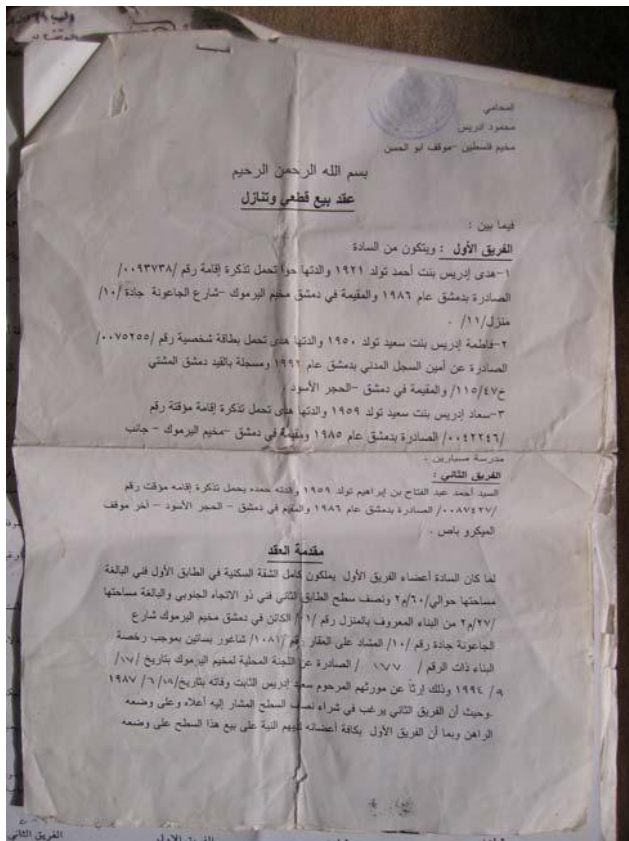 المحامي
محمود ادريس
مخيم فلسطين -موقف ابو الحسن
بسم الله الرحمن الرحيم
عقد بيع قطعي وتنازل
فيما بين :
الفريق الأول : ويتكون من السادة
١-هدى إدريس بنت أحمد تولد ١٩٢١ والدتها حوا تحمل تذكرة إقامة رقم /٠٠٩٣٧٣٨/
الصادرة بدمشق عام ١٩٨٦ والمقيمة في دمشق مخيم اليرموك -شارع الجاعونة جادة /١٠/
منزل /١١/ .
٢-فاطمة إدريس بنت سعيد تولد ١٩٥٠ والدتها هدى تحمل بطاقة شخصية رقم /٠٠٧٥٢٥٥/
الصادرة عن أمين السجل المدني بدمشق عام ١٩٩٢ ومسجلة بالقيد دمشق المشتي
خ١١٥/٤٧/ والمقيمة في دمشق -الحجر الأسود .
٣-سعاد إدريس بنت سعيد تولد ١٩٥٩ والدتها هدى تحمل تذكرة إقامة مؤقتة رقم
/٠٠٤٢٢٤٦/ الصادرة بدمشق عام ١٩٨٥ ومقيمة في دمشق -مخيم اليرموك - جانب
مدرسة صبارين .
الفريق الثاني :
السيد أحمد عبد الفتاح بن إبراهيم تولد ١٩٥٩ والدته حمده يحمل تذكرة إقامه مؤقت رقم
/٠٠٨٧٤٢٧/ الصادرة بدمشق عام ١٩٨٦ والمقيم في دمشق - الحجر الأسود - آخر موقف
الميكرو باص .
مقدمة العقد
لما كان السادة أعضاء الفريق الأول يملكون كامل الشقة السكنية في الطابق الأول فني البالغة
مساحتها حوالي/٦٠/م٢ ونصف سطح الطابق الثاني فني ذو الاتجاه الجنوبي والبالغة مساحتها
/٢٧/م٢ من البناء المعروف بالمنزل رقم الكائن في دمشق مخيم اليرموك شارع
الجاعونة جادة رقم /١٠/ المشاد على العقار رقم /١٠٨١/ شاغور بساتين بموجب رخصة
البناء ذات الرقم / ١٧٧ / الصادرة عن اللجنة المحلية لمخيم اليرموك بتاريخ /١٧/
٩/ ١٩٩٤ وذلك إرثاً عن مورثهم المرحوم سعيد إدريس الثابت وفاته بتاريخ/١٩/ ٦/ ١٩٨٧
.وحيث أن الفريق الثاني يرغب في شراء نصف السطح المشار إليه أعلاه وعلى وضعه
الراهن وبما أن الفريق الأول بكافة أعضائه لديهم النية على بيع هذا السطح على وضعه
الفريق الثاني
الفريق الاول